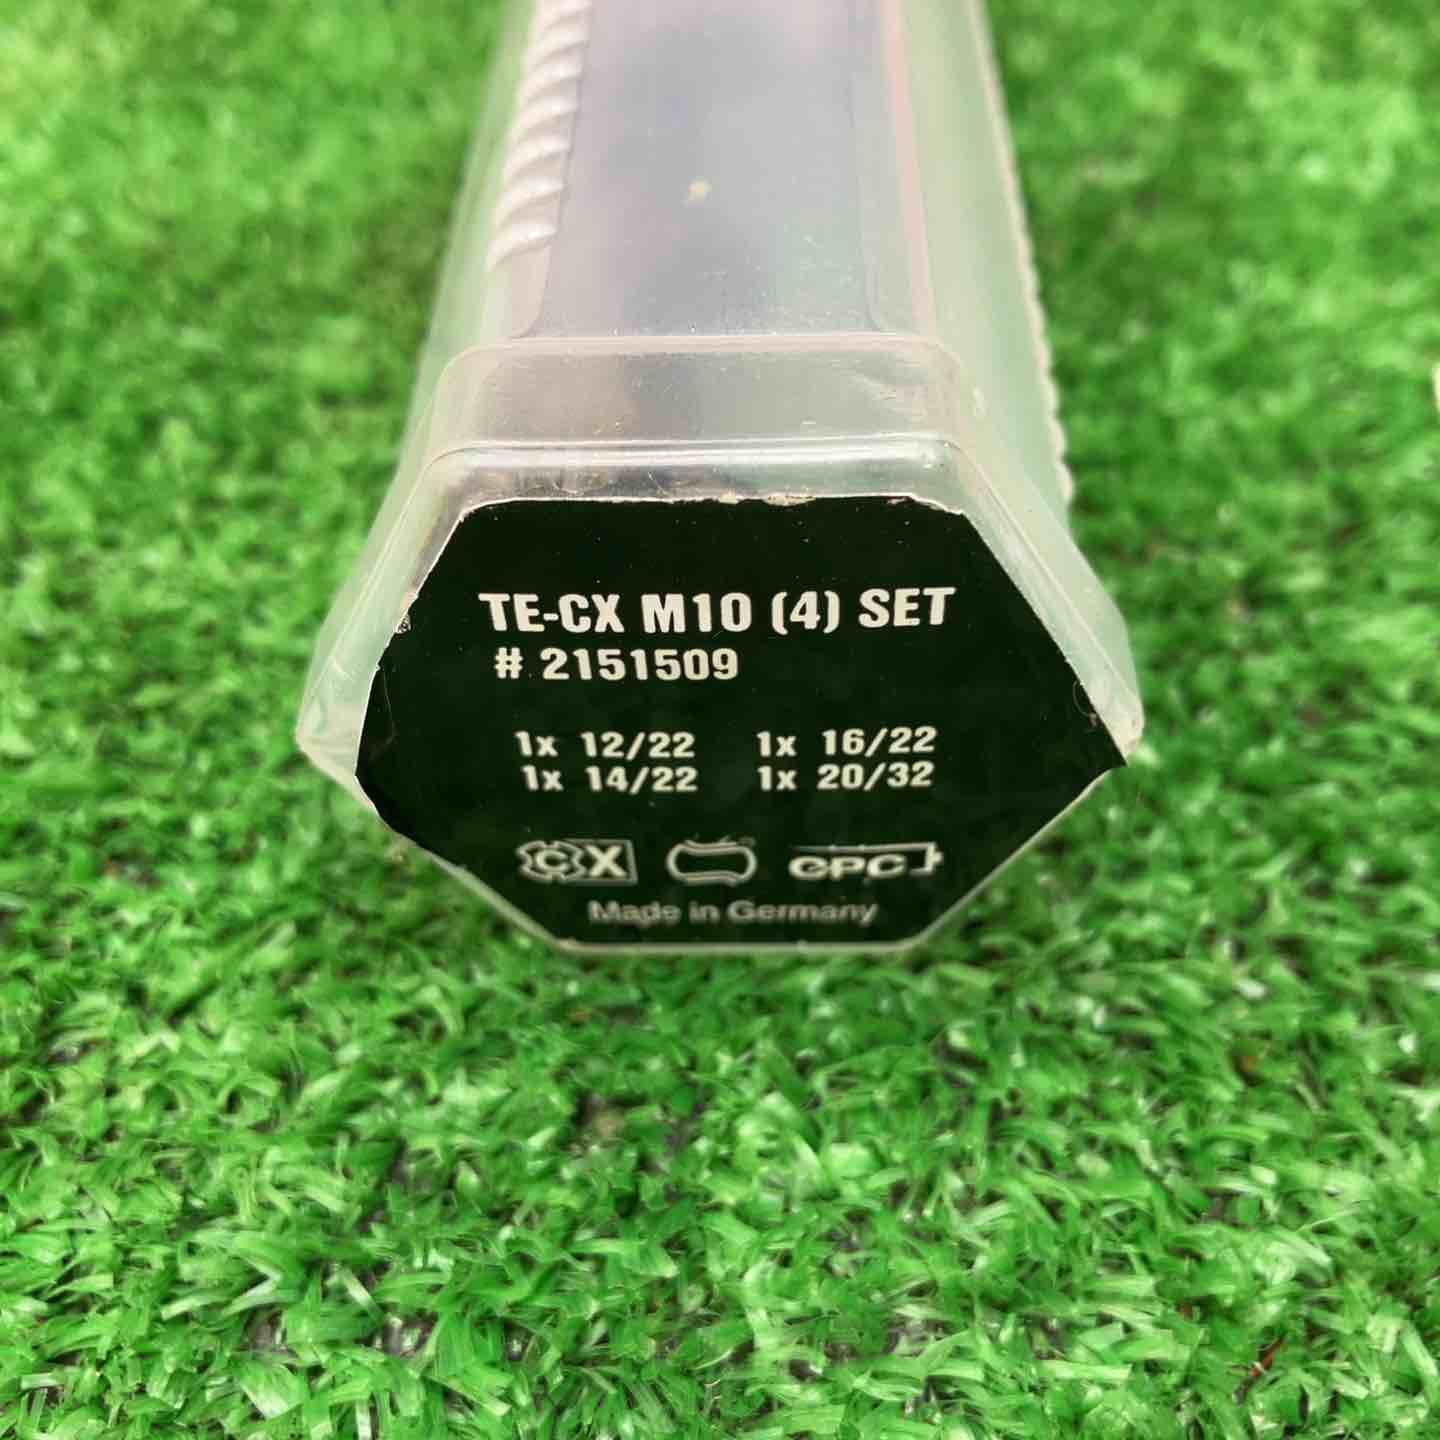 TE-CX M10 (4) SET
# 2151509
1x 12/22 1x 16/22
1x 14/22 1x 20/32
CX CPC
Made in Germany